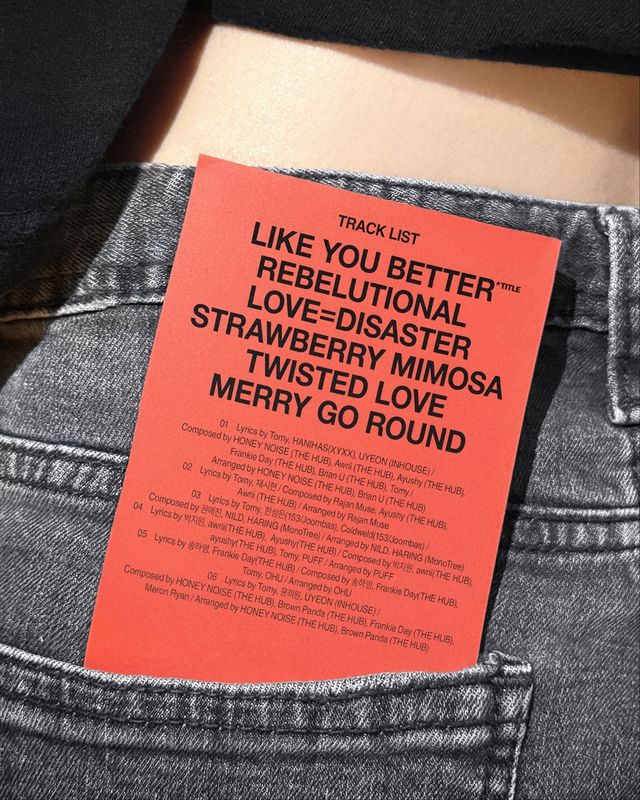 TRACK LIST
LIKE YOU BETTER *TITLE
REBELUTIONAL
LOVE=DISASTER
STRAWBERRY MIMOSA
TWISTED LOVE
MERRY GO ROUND
01 Lyrics by Tomy, HANIHAS(XYXX), UYEON (INHOUSE) /
Composed by HONEY NOISE (THE HUB), Awrii (THE HUB), Ayushy (THE HUB),
Frankie Day (THE HUB), Brian U (THE HUB), Tomy /
Arranged by HONEY NOISE (THE HUB), Brian U (THE HUB)
02 Lyrics by Tomy, 재시현 / Composed by Rajan Muse, Ayushy (THE HUB),
Awrii (THE HUB) / Arranged by Rajan Muse
03 Lyrics by Tomy, 한성은(153/Joombas), Coldweld(153/Joombas) /
Composed by 권애진, NILD, HARING (MonoTree) / Arranged by NILD, HARING (MonoTree)
04 Lyrics by 박지원, awrii(THE HUB), Ayushy(THE HUB) / Composed by 박지원, awrii(THE HUB),
ayushy(THE HUB), Tomy, PUFF / Arranged by PUFF
05 Lyrics by 송하영, Frankie Day(THE HUB) / Composed by 송하영, Frankie Day(THE HUB),
Tomy, OHU / Arranged by OHU
06 Lyrics by Tomy, 윤희원, UYEON (INHOUSE) /
Composed by HONEY NOISE (THE HUB), Brown Panda (THE HUB), Frankie Day (THE HUB),
Meron Ryan / Arranged by HONEY NOISE (THE HUB), Brown Panda (THE HUB)